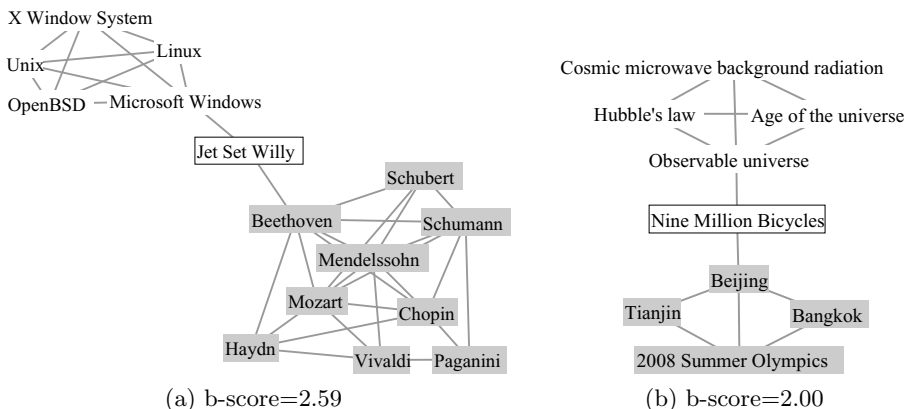 X Window System
Linux
Unix
OpenBSD
Microsoft Windows
Jet Set Willy
Schubert
Beethoven
Schumann
Mendelssohn
Mozart
Chopin
Haydn
Vivaldi
Paganini
(a) b-score=2.59
Cosmic microwave background radiation
Hubble's law
Age of the universe
Observable universe
Nine Million Bicycles
Beijing
Tianjin
Bangkok
2008 Summer Olympics
(b) b-score=2.00